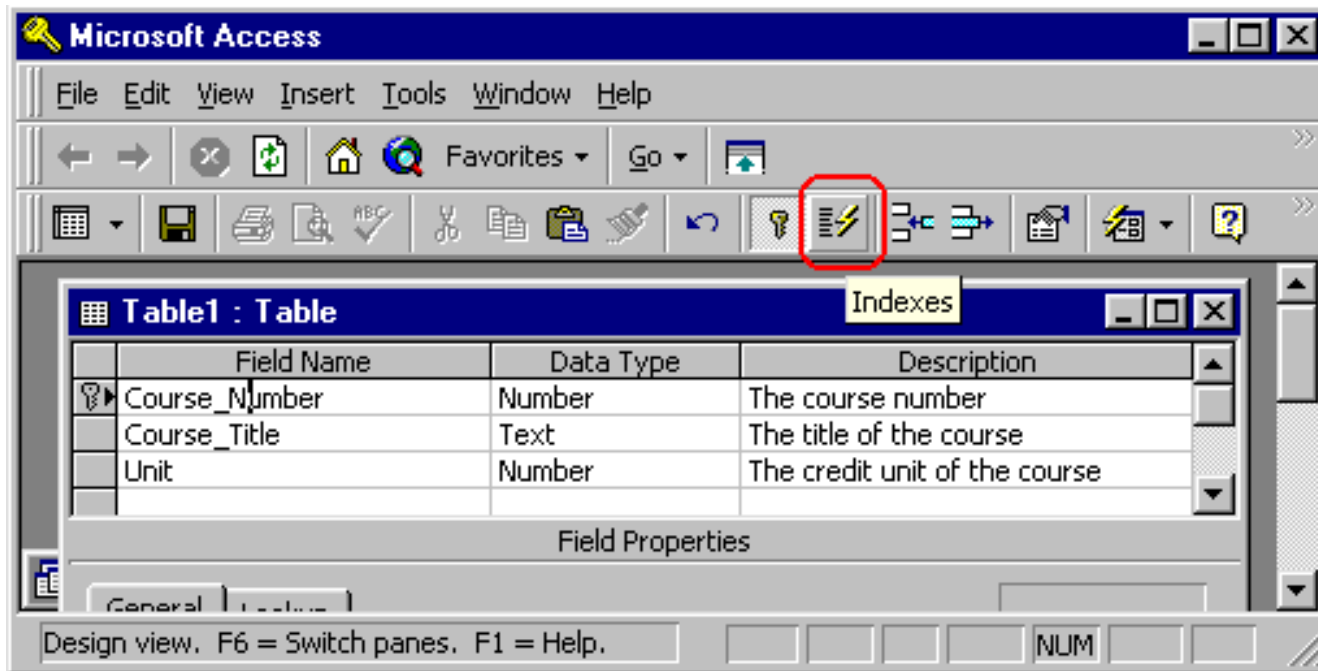 Microsoft Access
File Edit View Insert Tools Window Help
Favorites Go
ABC
Indexes
Table1 : Table
Field Name Data Type Description
Course_Number Number The course number
Course_Title Text The title of the course
Unit Number The credit unit of the course
Field Properties
General Lookup
Design view. F6 = Switch panes. F1 = Help. NUM